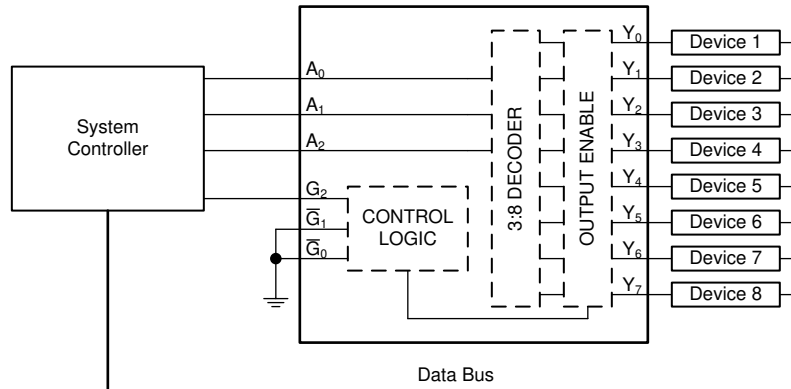 System
Controller
A₀
A₁
A₂
G₂
G̅₁
G̅₀
CONTROL
LOGIC
3:8 DECODER
OUTPUT ENABLE
Y₀
Y₁
Y₂
Y₃
Y₄
Y₅
Y₆
Y₇
Device 1
Device 2
Device 3
Device 4
Device 5
Device 6
Device 7
Device 8
Data Bus